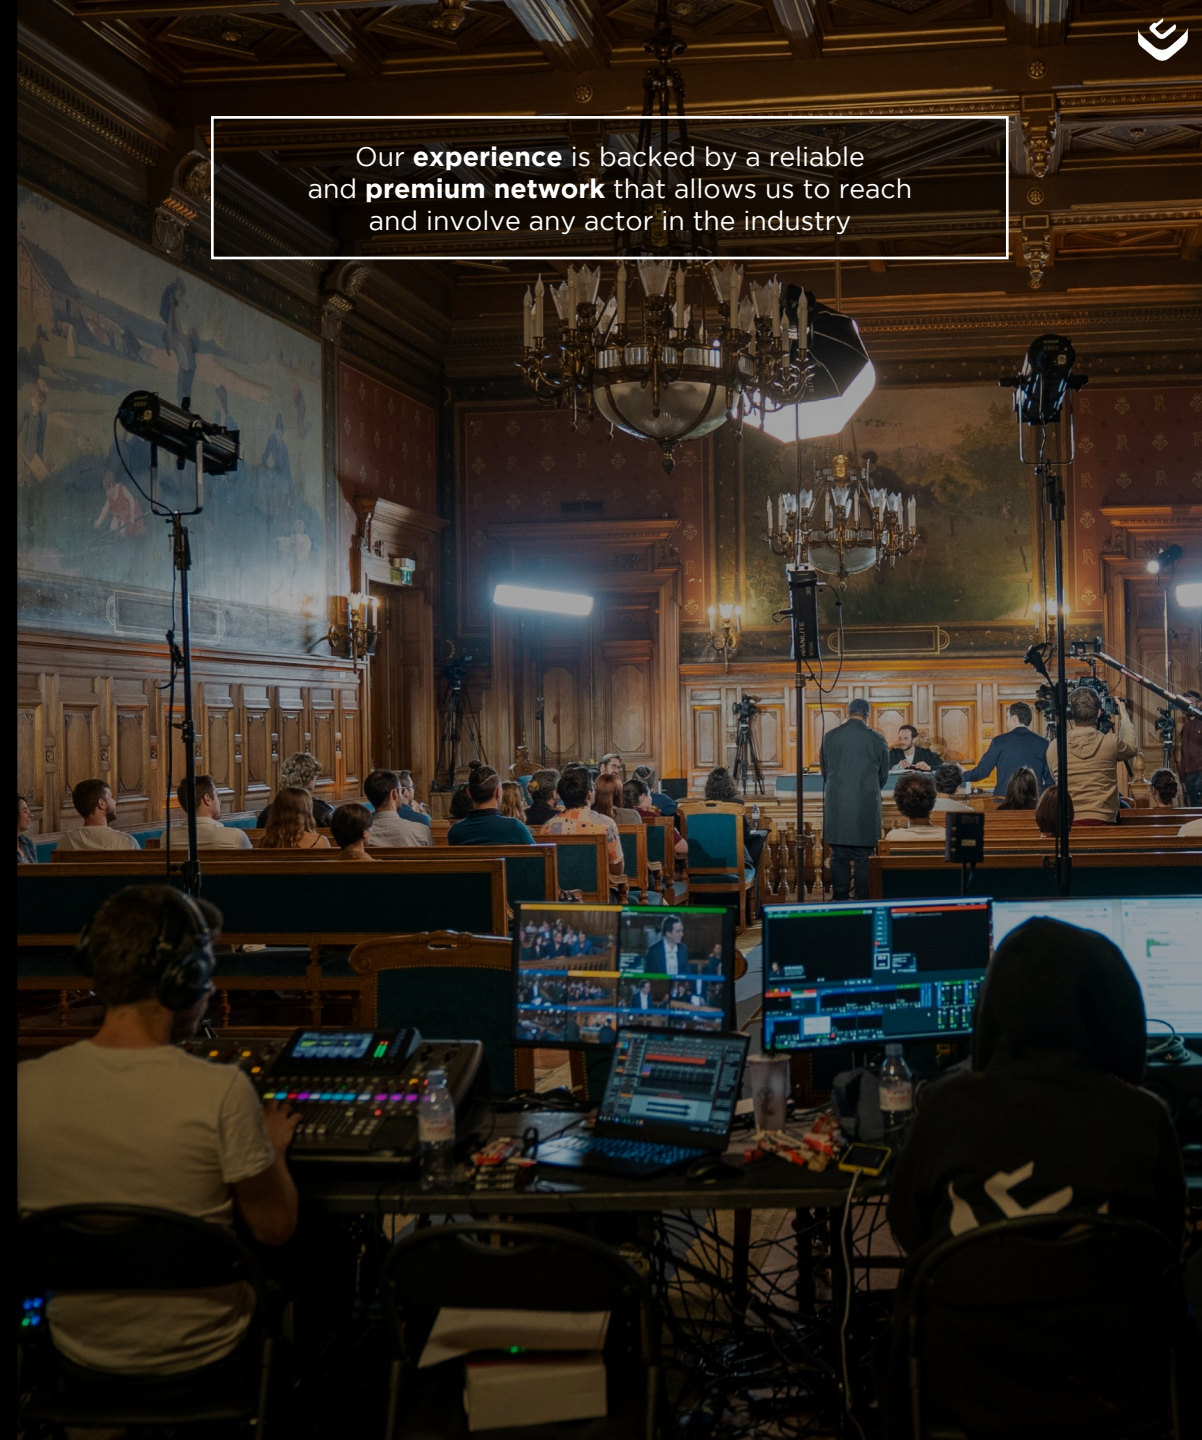 Our experience is backed by a reliable
and premium network that allows us to reach
and involve any actor in the industry